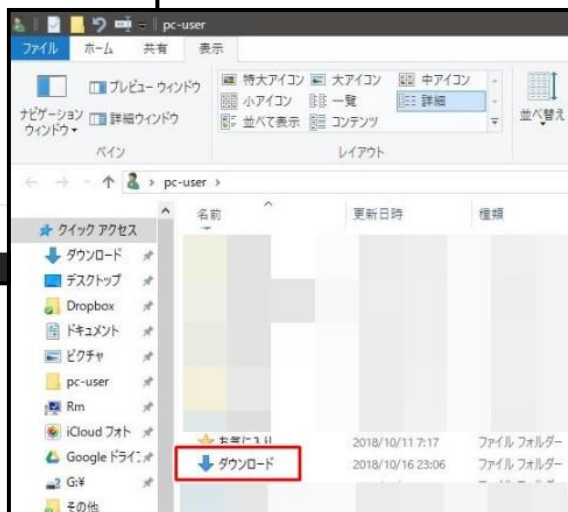 pc-user
ファイル ホーム 共有 表示
プレビュー ウィンドウ
詳細ウィンドウ
ナビゲーション
ウィンドウ
ペイン
特大アイコン 大アイコン 中アイコン
小アイコン 一覧 詳細
並べて表示 コンテンツ
レイアウト
並べ替え
pc-user
名前 更新日時 種類
クイック アクセス
ダウンロード
デスクトップ
Dropbox
ドキュメント
ピクチャ
pc-user
Rm
iCloud フォト
Google ドライ
G:¥
その他
お気に入り 2018/10/11 7:17 ファイル フォルダー
ダウンロード 2018/10/16 23:06 ファイル フォルダー